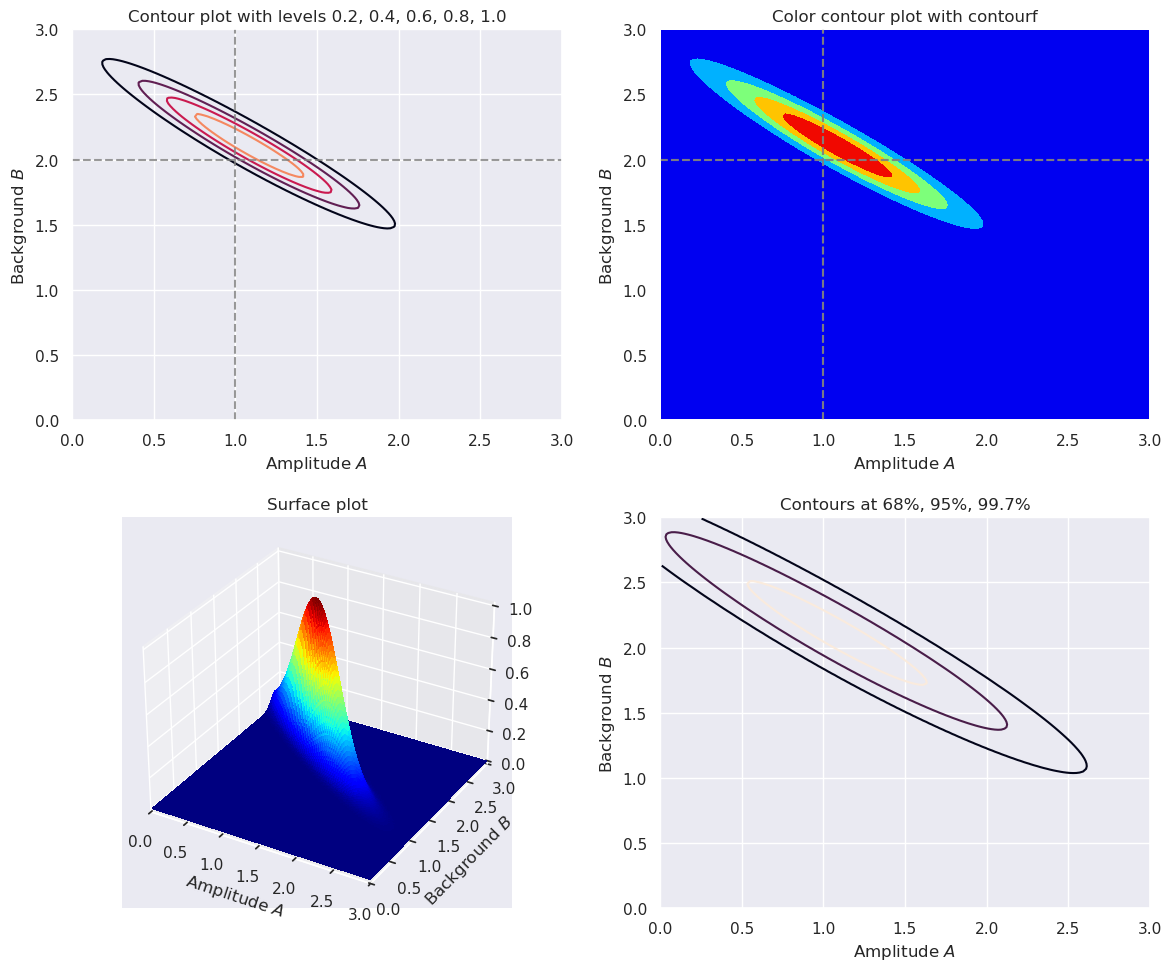 Contour plot with levels 0.2, 0.4, 0.6, 0.8, 1.0
3.0
2.5
2.0
1.5
1.0
0.5
0.0
Background B
0.0 0.5 1.0 1.5 2.0 2.5 3.0
Amplitude A
Color contour plot with contourf
3.0
2.5
2.0
1.5
1.0
0.5
0.0
Background B
0.0 0.5 1.0 1.5 2.0 2.5 3.0
Amplitude A
Surface plot
1.0
0.8
0.6
0.4
0.2
0.0
3.0
2.5
2.0
1.5
1.0
0.5
0.0
Background B
0.0 0.5 1.0 1.5 2.0 2.5 3.0
Amplitude A
Contours at 68%, 95%, 99.7%
3.0
2.5
2.0
1.5
1.0
0.5
0.0
Background B
0.0 0.5 1.0 1.5 2.0 2.5 3.0
Amplitude A